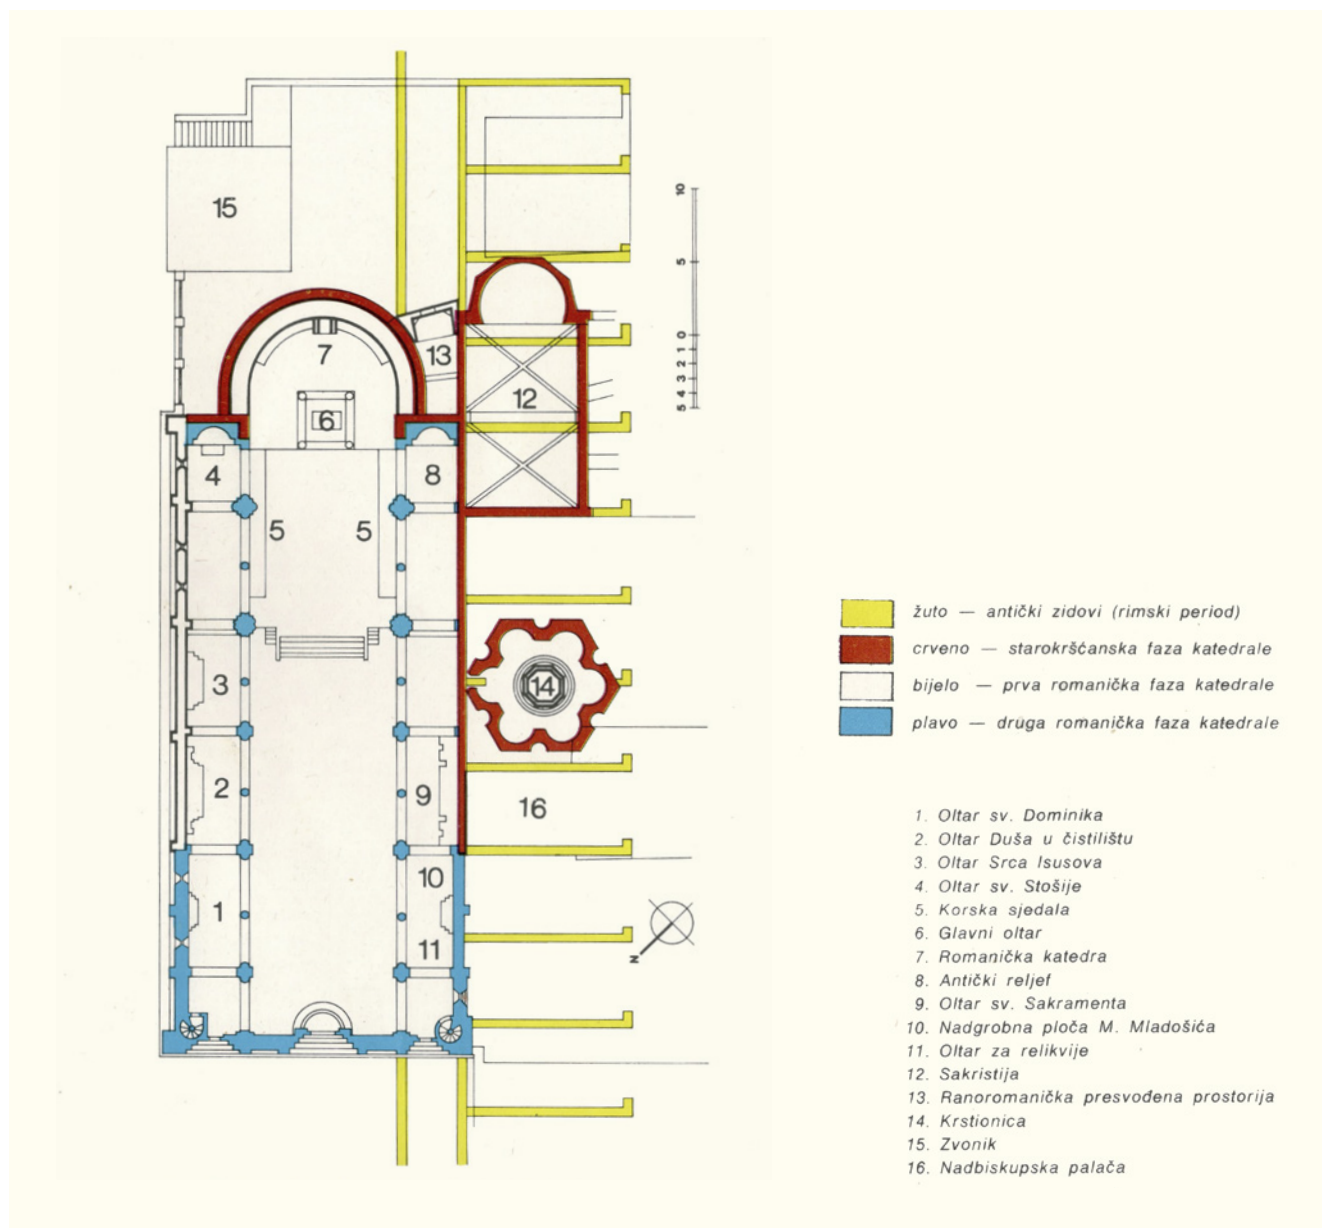 15
10
5
0
1
2
3
4
5
7
13
12
6
4
8
5
5
3
14
2
9
16
10
1
11
N
žuto — antički zidovi (rimski period)
crveno — starokršćanska faza katedrale
bijelo — prva romanička faza katedrale
plavo — druga romanička faza katedrale
1. Oltar sv. Dominika
2. Oltar Duša u čistilištu
3. Oltar Srca Isusova
4. Oltar sv. Stošije
5. Korska sjedala
6. Glavni oltar
7. Romanička katedra
8. Antički reljef
9. Oltar sv. Sakramenta
10. Nadgrobna ploča M. Mladošića
11. Oltar za relikvije
12. Sakristija
13. Ranoromanička presvođena prostorija
14. Krstionica
15. Zvonik
16. Nadbiskupska palača